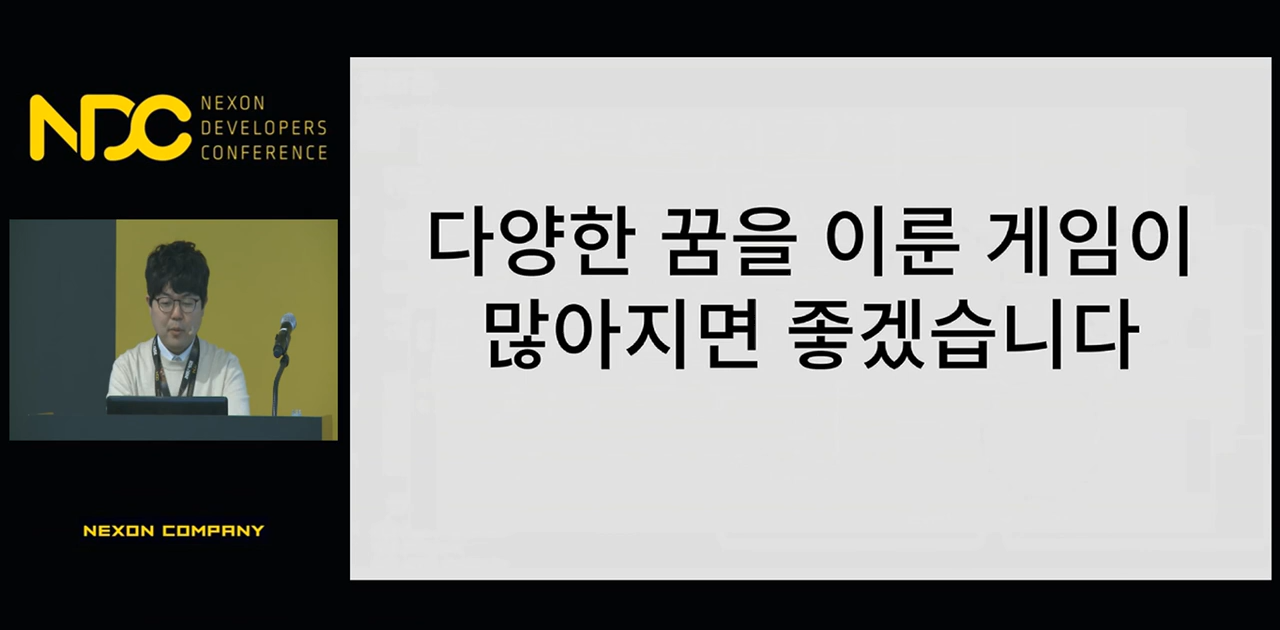 NDC
NEXON
DEVELOPERS
CONFERENCE
다양한 꿈을 이룬 게임이
많아지면 좋겠습니다
NEXON COMPANY